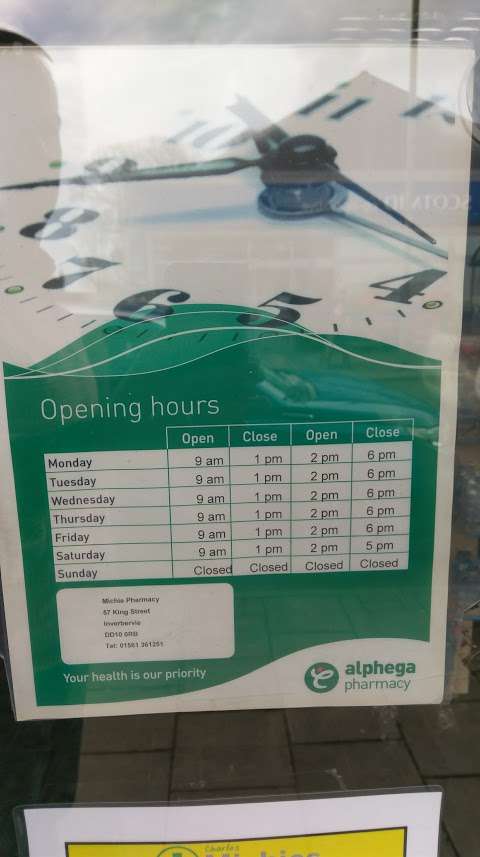 11
10
9
8
7
6
5
4
Opening hours
Open Close Open Close
Monday 9 am 1 pm 2 pm 6 pm
Tuesday 9 am 1 pm 2 pm 6 pm
Wednesday 9 am 1 pm 2 pm 6 pm
Thursday 9 am 1 pm 2 pm 6 pm
Friday 9 am 1 pm 2 pm 6 pm
Saturday 9 am 1 pm 2 pm 5 pm
Sunday Closed Closed Closed Closed
Michie Pharmacy
57 King Street
Inverbervie
DD10 0RB
Tel: 01561 361251
Your health is our priority
alphega
pharmacy
Charles